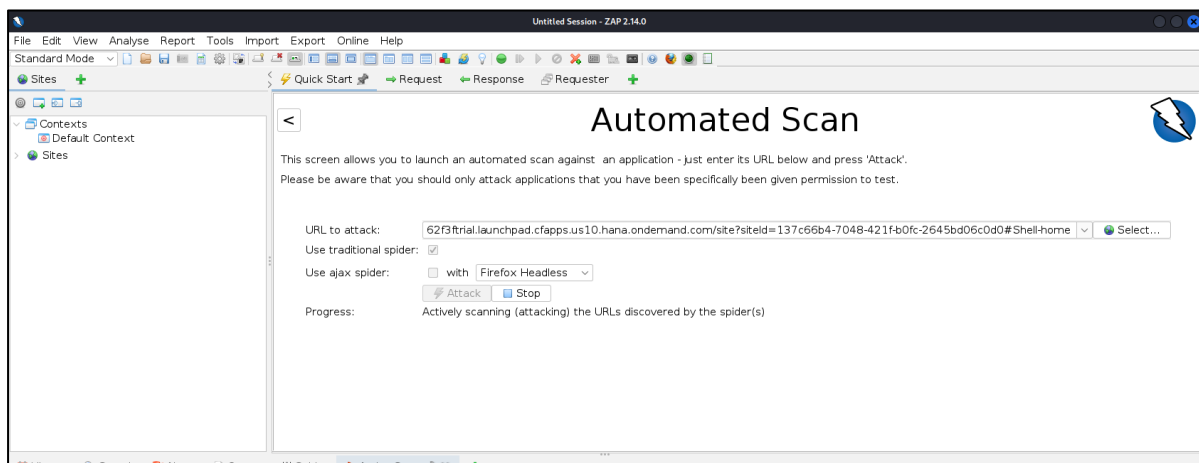 Untitled Session - ZAP 2.14.0
File Edit View Analyse Report Tools Import Export Online Help
Standard Mode
Sites
Quick Start Request Response Requester
Contexts
Default Context
Sites
<
Automated Scan
This screen allows you to launch an automated scan against an application - just enter its URL below and press 'Attack'.
Please be aware that you should only attack applications that you have been specifically been given permission to test.
URL to attack: 62f3ftrial.launchpad.cfapps.us10.hana.ondemand.com/site?siteId=137c66b4-7048-421f-b0fc-2645bd06c0d0#Shell-home Select...
Use traditional spider:
Use ajax spider: with Firefox Headless
Attack Stop
Progress: Actively scanning (attacking) the URLs discovered by the spider(s)